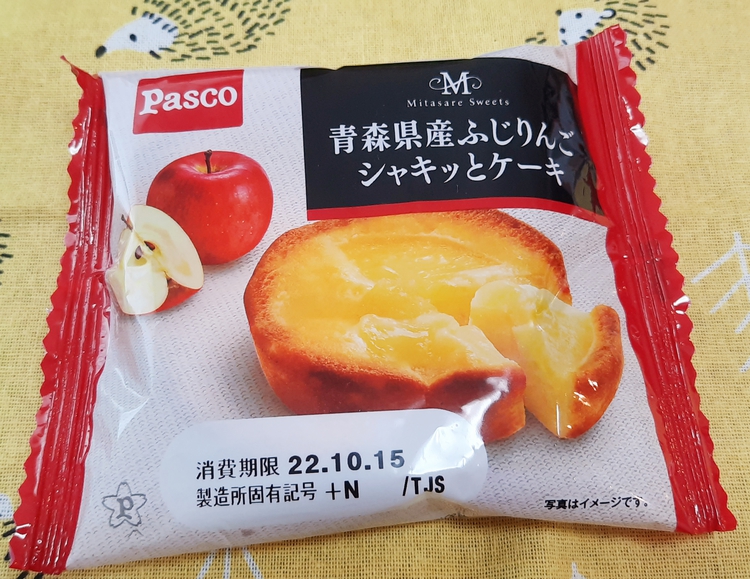 Pasco
M
Mitasare Sweets
青森県産ふじりんご
シャキッとケーキ
消費期限 22.10.15
製造所固有記号 +N /TJS
P
写真はイメージです。